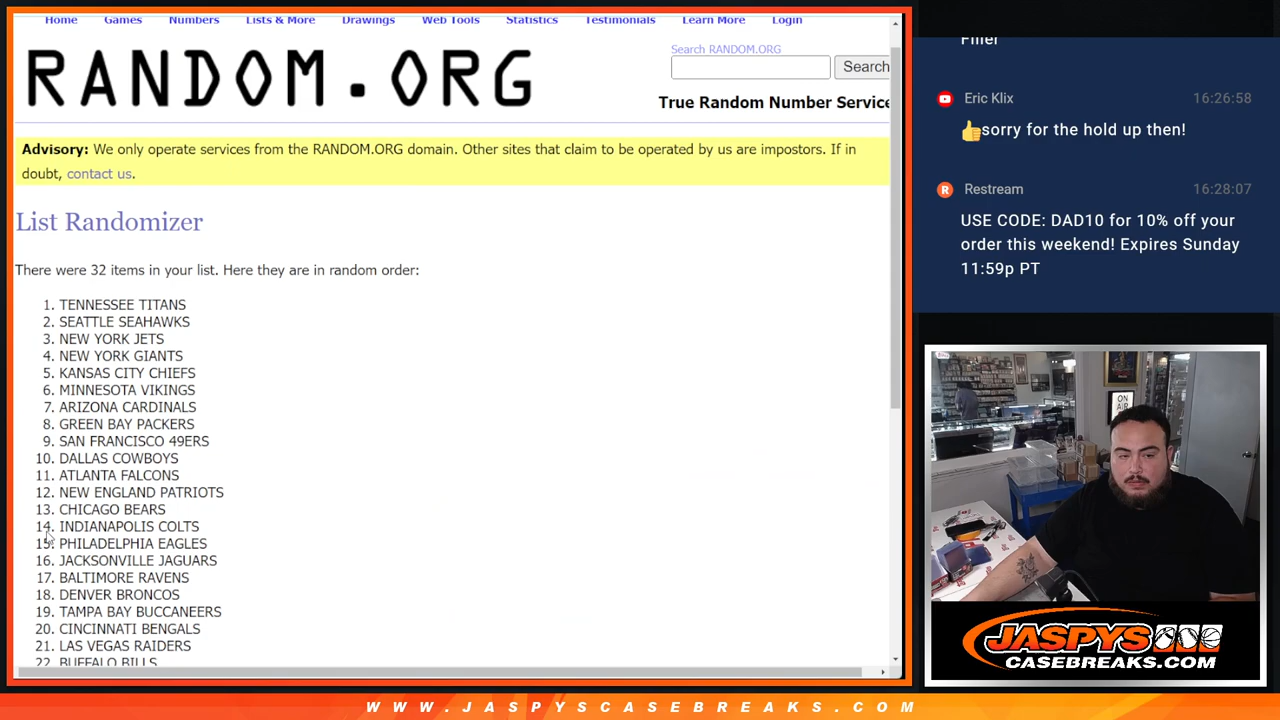 Home Games Numbers Lists & More Drawings Web Tools Statistics Testimonials Learn More Login
RANDOM.ORG
Search RANDOM.ORG
Search
True Random Number Service
Advisory: We only operate services from the RANDOM.ORG domain. Other sites that claim to be operated by us are impostors. If in
doubt, contact us.
List Randomizer
There were 32 items in your list. Here they are in random order:
1. TENNESSEE TITANS
2. SEATTLE SEAHAWKS
3. NEW YORK JETS
4. NEW YORK GIANTS
5. KANSAS CITY CHIEFS
6. MINNESOTA VIKINGS
7. ARIZONA CARDINALS
8. GREEN BAY PACKERS
9. SAN FRANCISCO 49ERS
10. DALLAS COWBOYS
11. ATLANTA FALCONS
12. NEW ENGLAND PATRIOTS
13. CHICAGO BEARS
14. INDIANAPOLIS COLTS
15. PHILADELPHIA EAGLES
16. JACKSONVILLE JAGUARS
17. BALTIMORE RAVENS
18. DENVER BRONCOS
19. TAMPA BAY BUCCANEERS
20. CINCINNATI BENGALS
21. LAS VEGAS RAIDERS
22. BUFFALO BILLS
Filler
Eric Klix 16:26:58
👍sorry for the hold up then!
Restream 16:28:07
USE CODE: DAD10 for 10% off your
order this weekend! Expires Sunday
11:59p PT
ON
AIR
JASPYS
CASEBREAKS.COM
WWW.JASPYSCASEBREAKS.COM